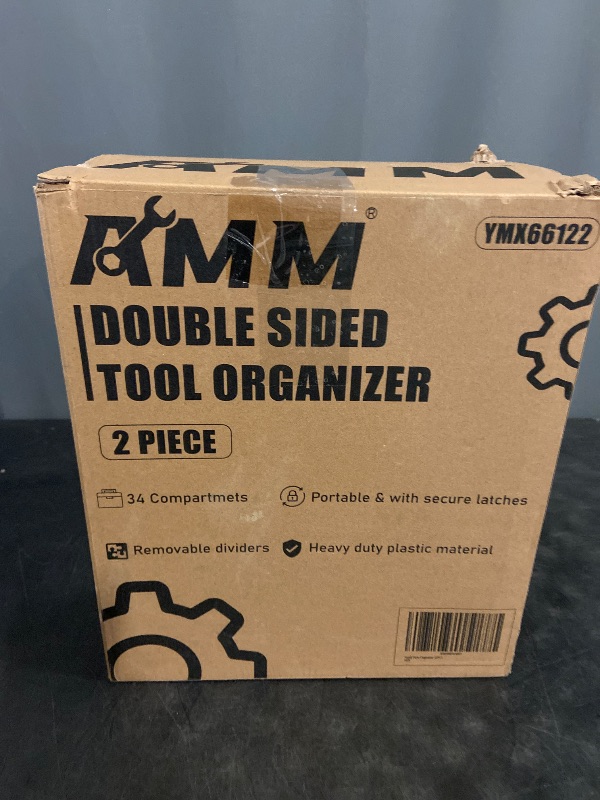 AMM
AMM®
YMX66122
DOUBLE SIDED
TOOL ORGANIZER
2 PIECE
34 Compartmets
Portable & with secure latches
Removable dividers
Heavy duty plastic material